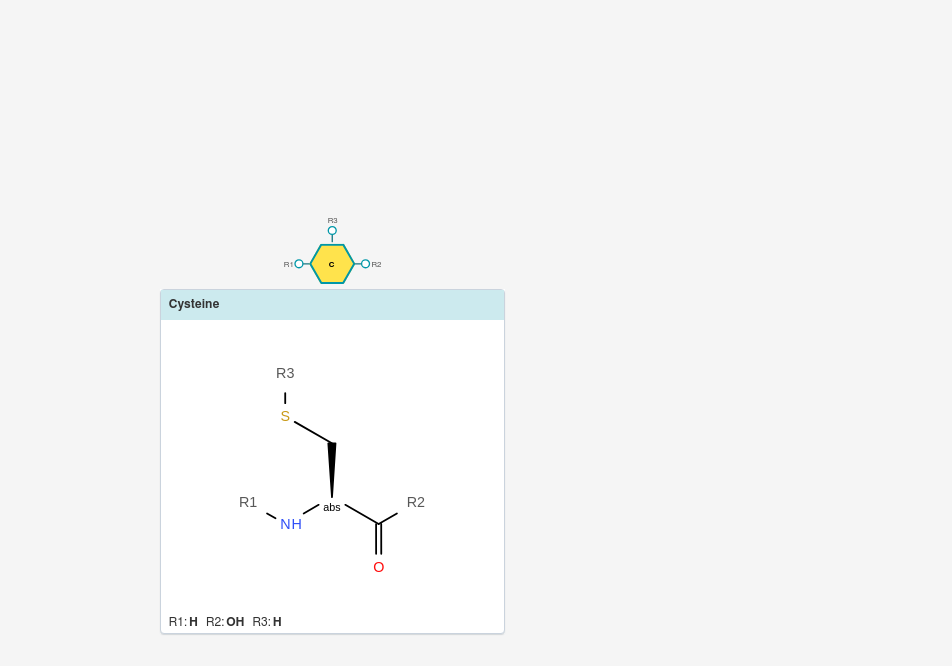 R3
R1 C R2
Cysteine
R3
S
R1 abs R2
NH
O
R1: H R2: OH R3: H